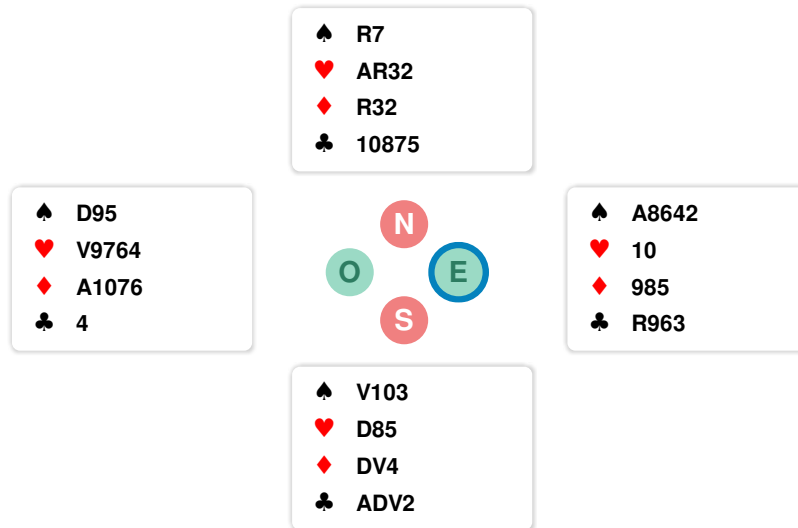 ♠ R7
♥ AR32
♦ R32
♣ 10875
♠ D95
♥ V9764
♦ A1076
♣ 4
N
O
E
S
♠ A8642
♥ 10
♦ 985
♣ R963
♠ V103
♥ D85
♦ DV4
♣ ADV2